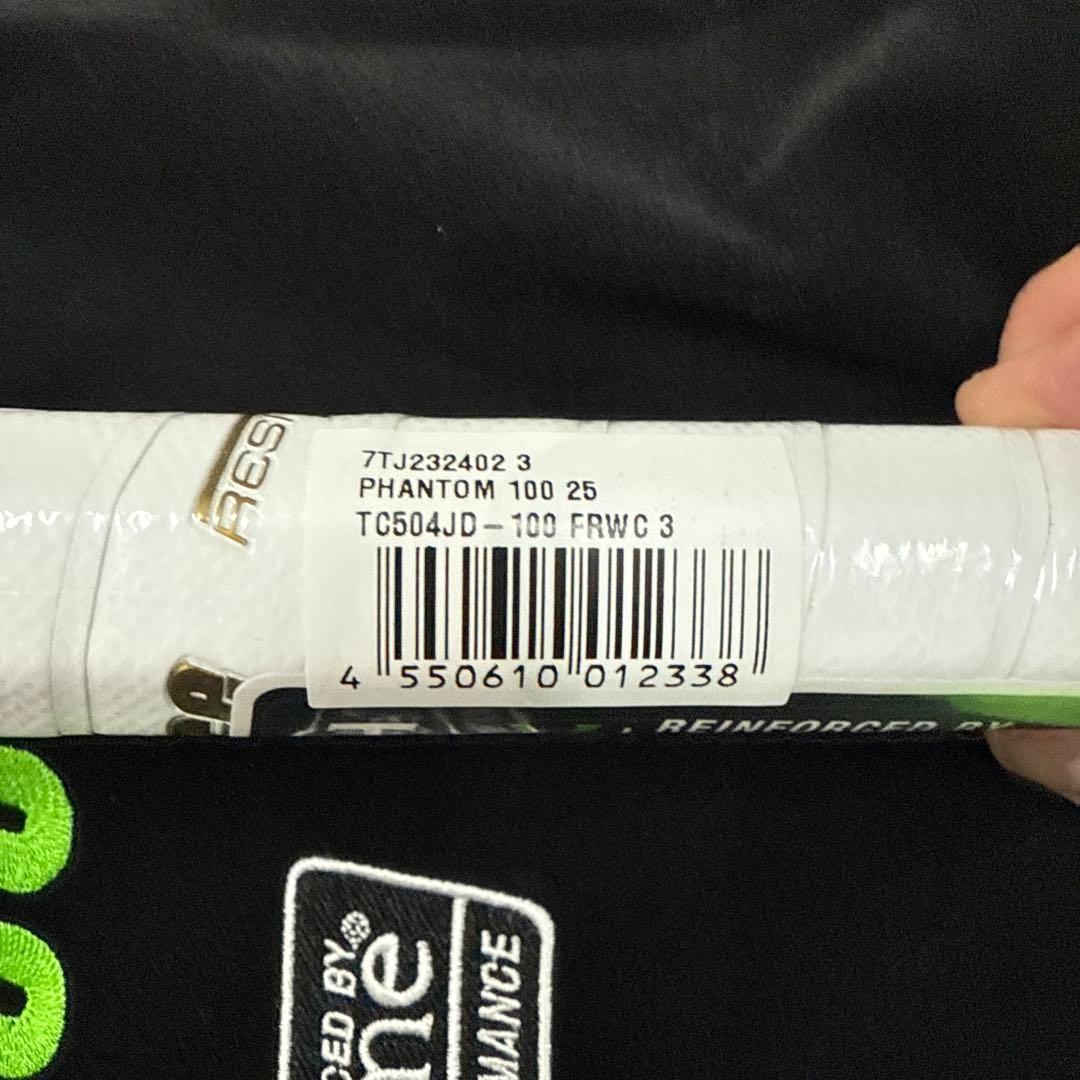 7TJ232402 3
PHANTOM 100 25
TC504JD-100 FRWC 3
4 550610 012338
REINFORCED BY